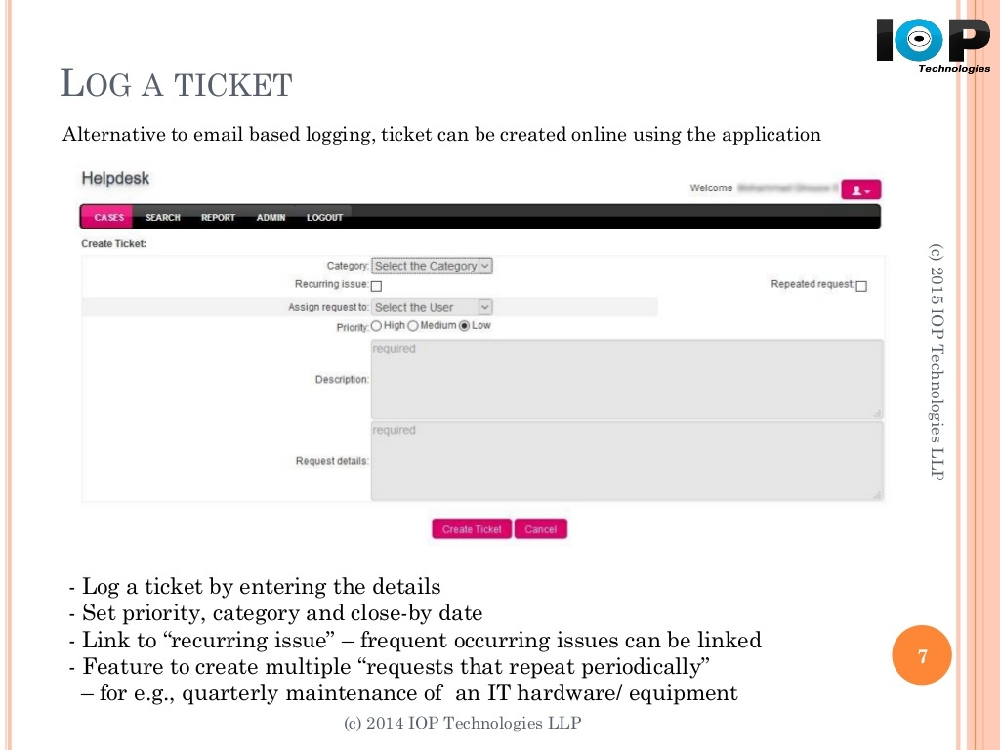 IOP
Technologies
LOG A TICKET
Alternative to email based logging, ticket can be created online using the application
Helpdesk
Welcome
CASES SEARCH REPORT ADMIN LOGOUT
Create Ticket:
Category: Select the Category
Recurring issue: Repeated request:
Assign request to: Select the User
Priority: High Medium Low
required
Description:
required
Request details:
Create Ticket Cancel
(c) 2015 IOP Technologies LLP
- Log a ticket by entering the details
- Set priority, category and close-by date
- Link to “recurring issue” – frequent occurring issues can be linked
- Feature to create multiple “requests that repeat periodically”
– for e.g., quarterly maintenance of an IT hardware/ equipment
7
(c) 2014 IOP Technologies LLP